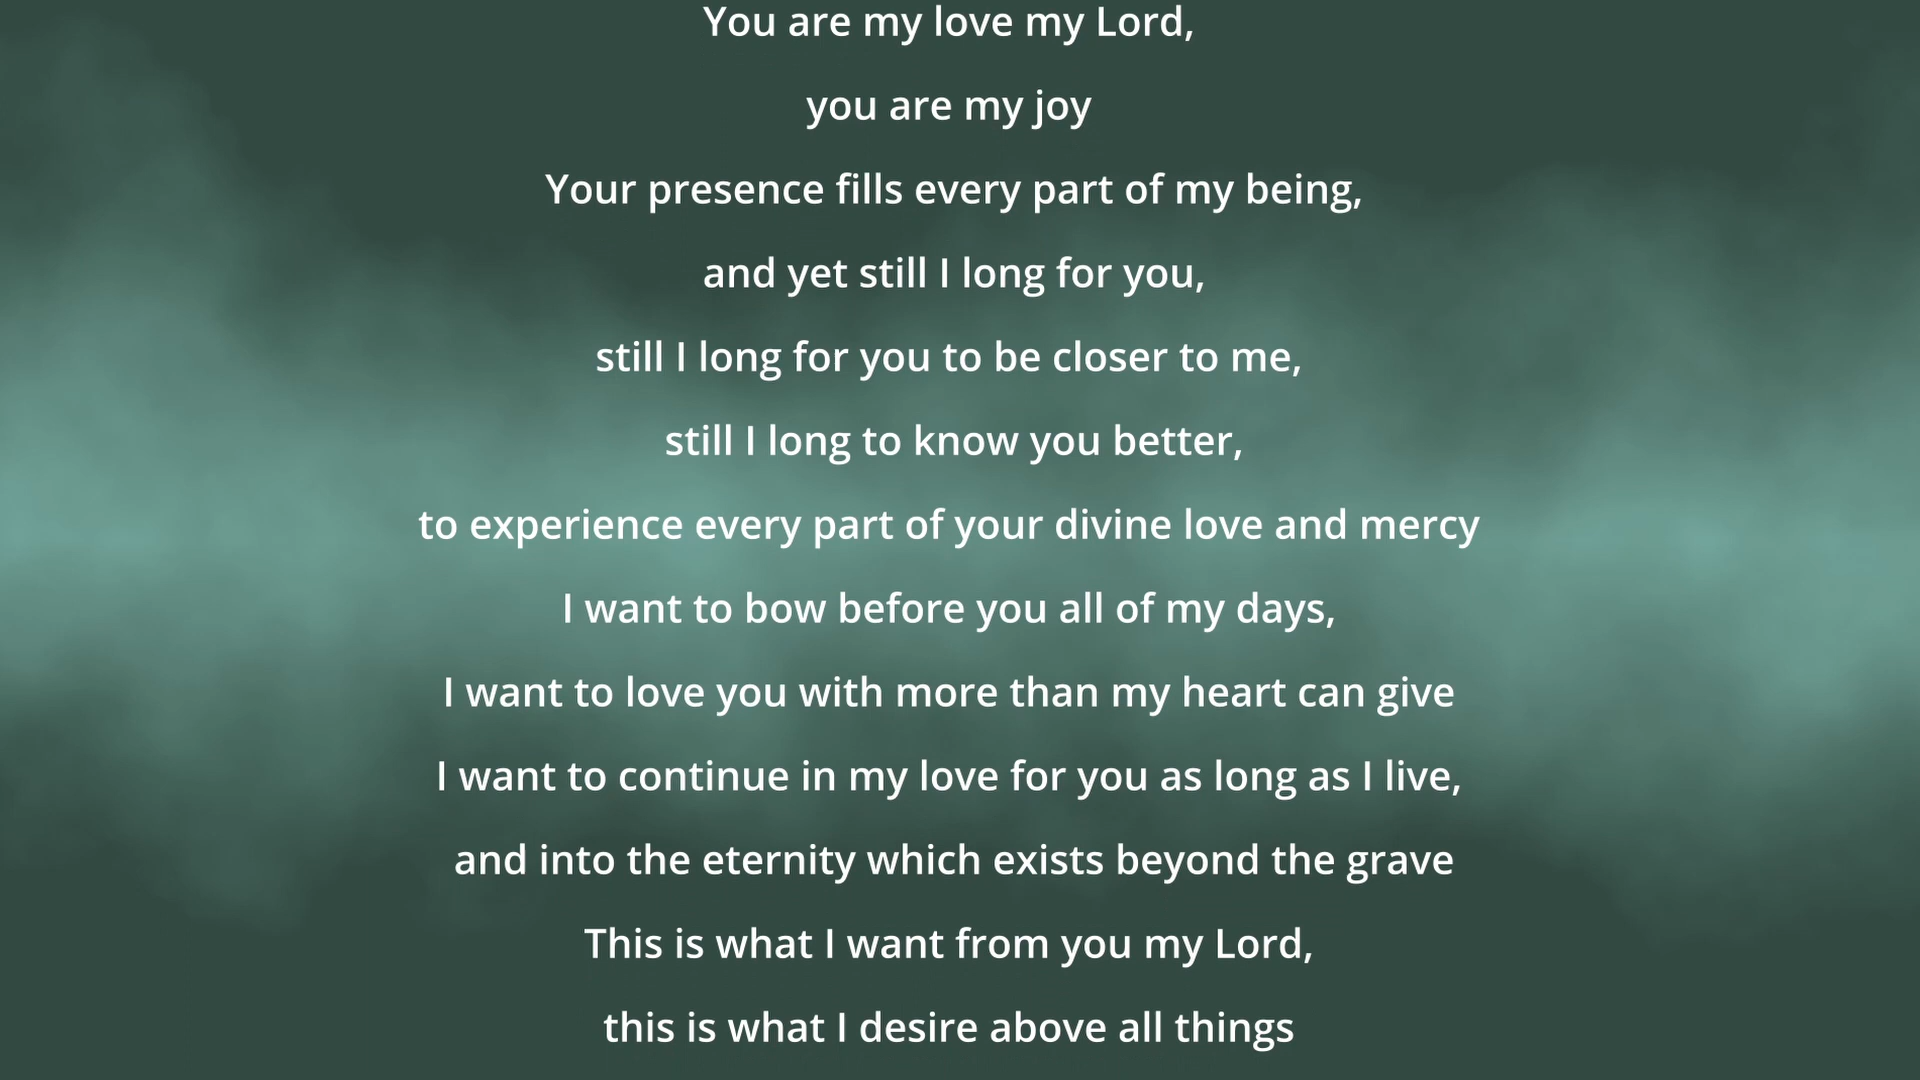 You are my love my Lord,
you are my joy
Your presence fills every part of my being,
and yet still I long for you,
still I long for you to be closer to me,
still I long to know you better,
to experience every part of your divine love and mercy
I want to bow before you all of my days,
I want to love you with more than my heart can give
I want to continue in my love for you as long as I live,
and into the eternity which exists beyond the grave
This is what I want from you my Lord,
this is what I desire above all things